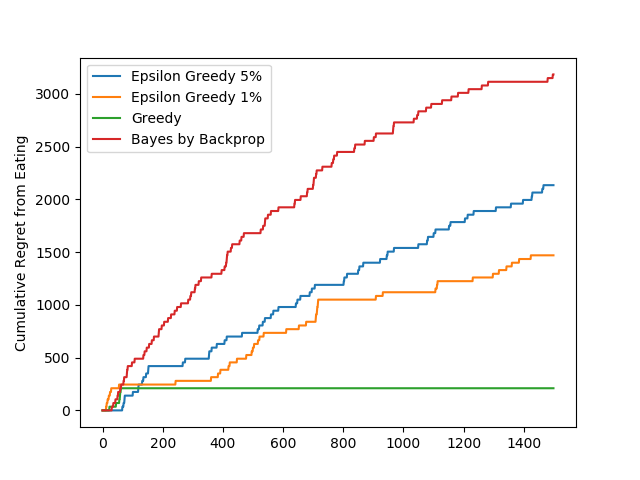 Epsilon Greedy 5%
Epsilon Greedy 1%
Greedy
Bayes by Backprop
Cumulative Regret from Eating
3000
2500
2000
1500
1000
500
0
0 200 400 600 800 1000 1200 1400